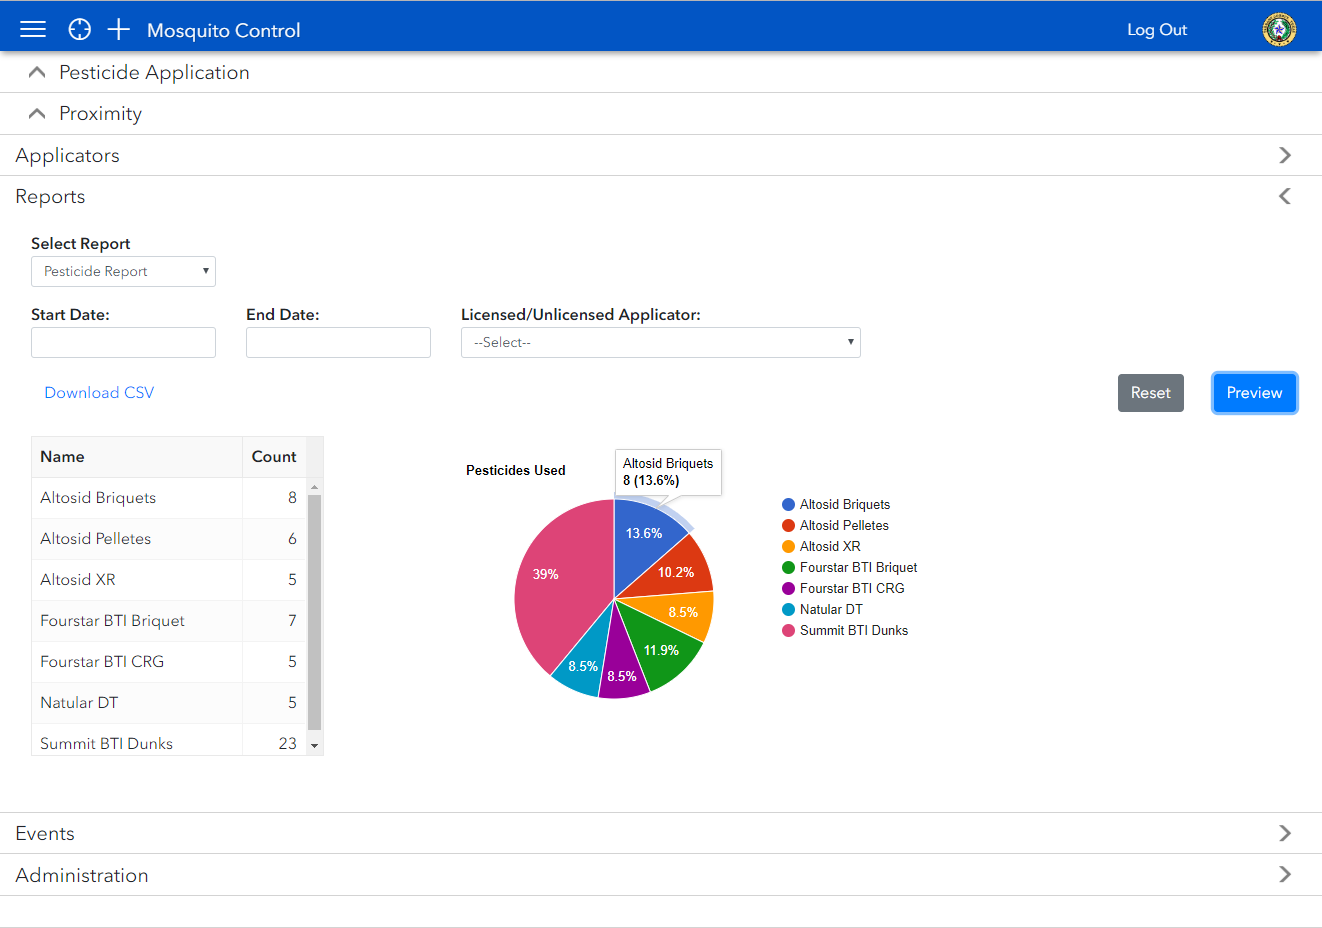 Mosquito Control
Log Out
Pesticide Application
Proximity
Applicators
Reports
Select Report
Pesticide Report
Start Date:
End Date:
Licensed/Unlicensed Applicator:
--Select--
Download CSV
Reset
Preview
Name Count
Altosid Briquets 8
Altosid Pelletes 6
Altosid XR 5
Fourstar BTI Briquet 7
Fourstar BTI CRG 5
Natular DT 5
Summit BTI Dunks 23
Pesticides Used
Altosid Briquets
8 (13.6%)
13.6%
10.2%
8.5%
11.9%
8.5%
8.5%
39%
Altosid Briquets
Altosid Pelletes
Altosid XR
Fourstar BTI Briquet
Fourstar BTI CRG
Natular DT
Summit BTI Dunks
Events
Administration